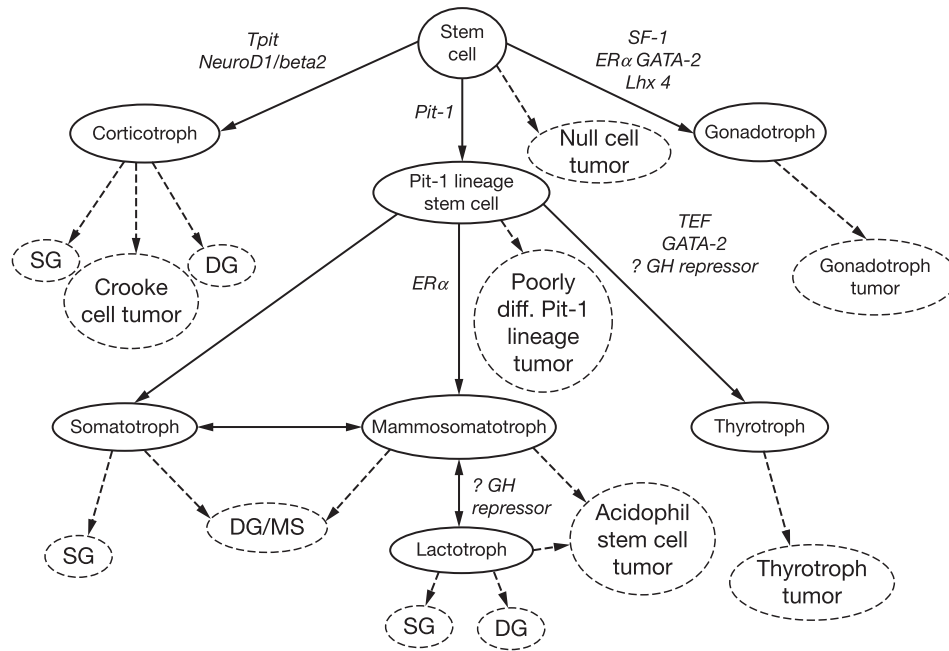 Stem
cell
Tpit
NeuroD1/beta2
SF-1
ERα GATA-2
Lhx 4
Pit-1
Corticotroph
Null cell
tumor
Gonadotroph
Pit-1 lineage
stem cell
SG
Crooke
cell tumor
DG
ERα
Poorly
diff. Pit-1
lineage
tumor
TEF
GATA-2
? GH repressor
Gonadotroph
tumor
Somatotroph
Mammosomatotroph
Thyrotroph
SG
DG/MS
? GH
repressor
Lactotroph
Acidophil
stem cell
tumor
Thyrotroph
tumor
SG
DG